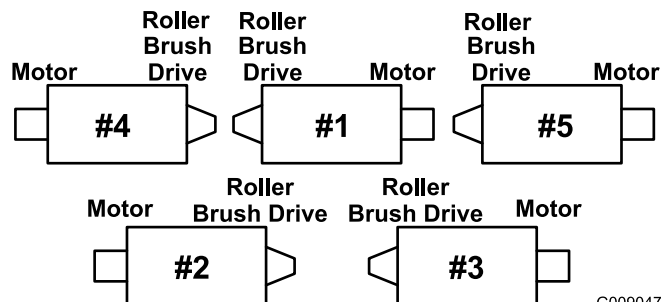 Roller
Brush
Drive
Roller
Brush
Drive
Roller
Brush
Drive
Motor
Motor
Motor
#4
#1
#5
Motor
Roller
Brush Drive
Roller
Brush Drive
Motor
#2
#3
G009047